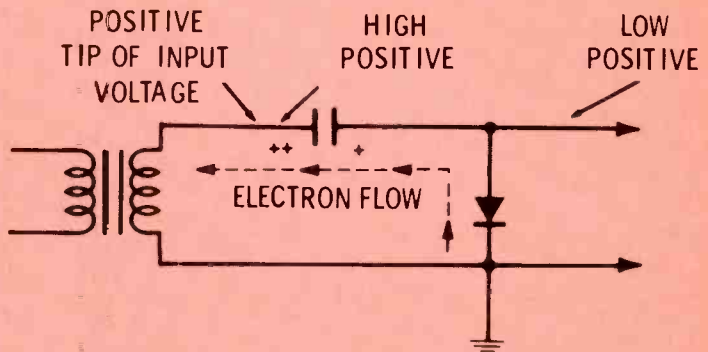 POSITIVE
TIP OF INPUT
VOLTAGE
HIGH
POSITIVE
LOW
POSITIVE
++
+
ELECTRON FLOW